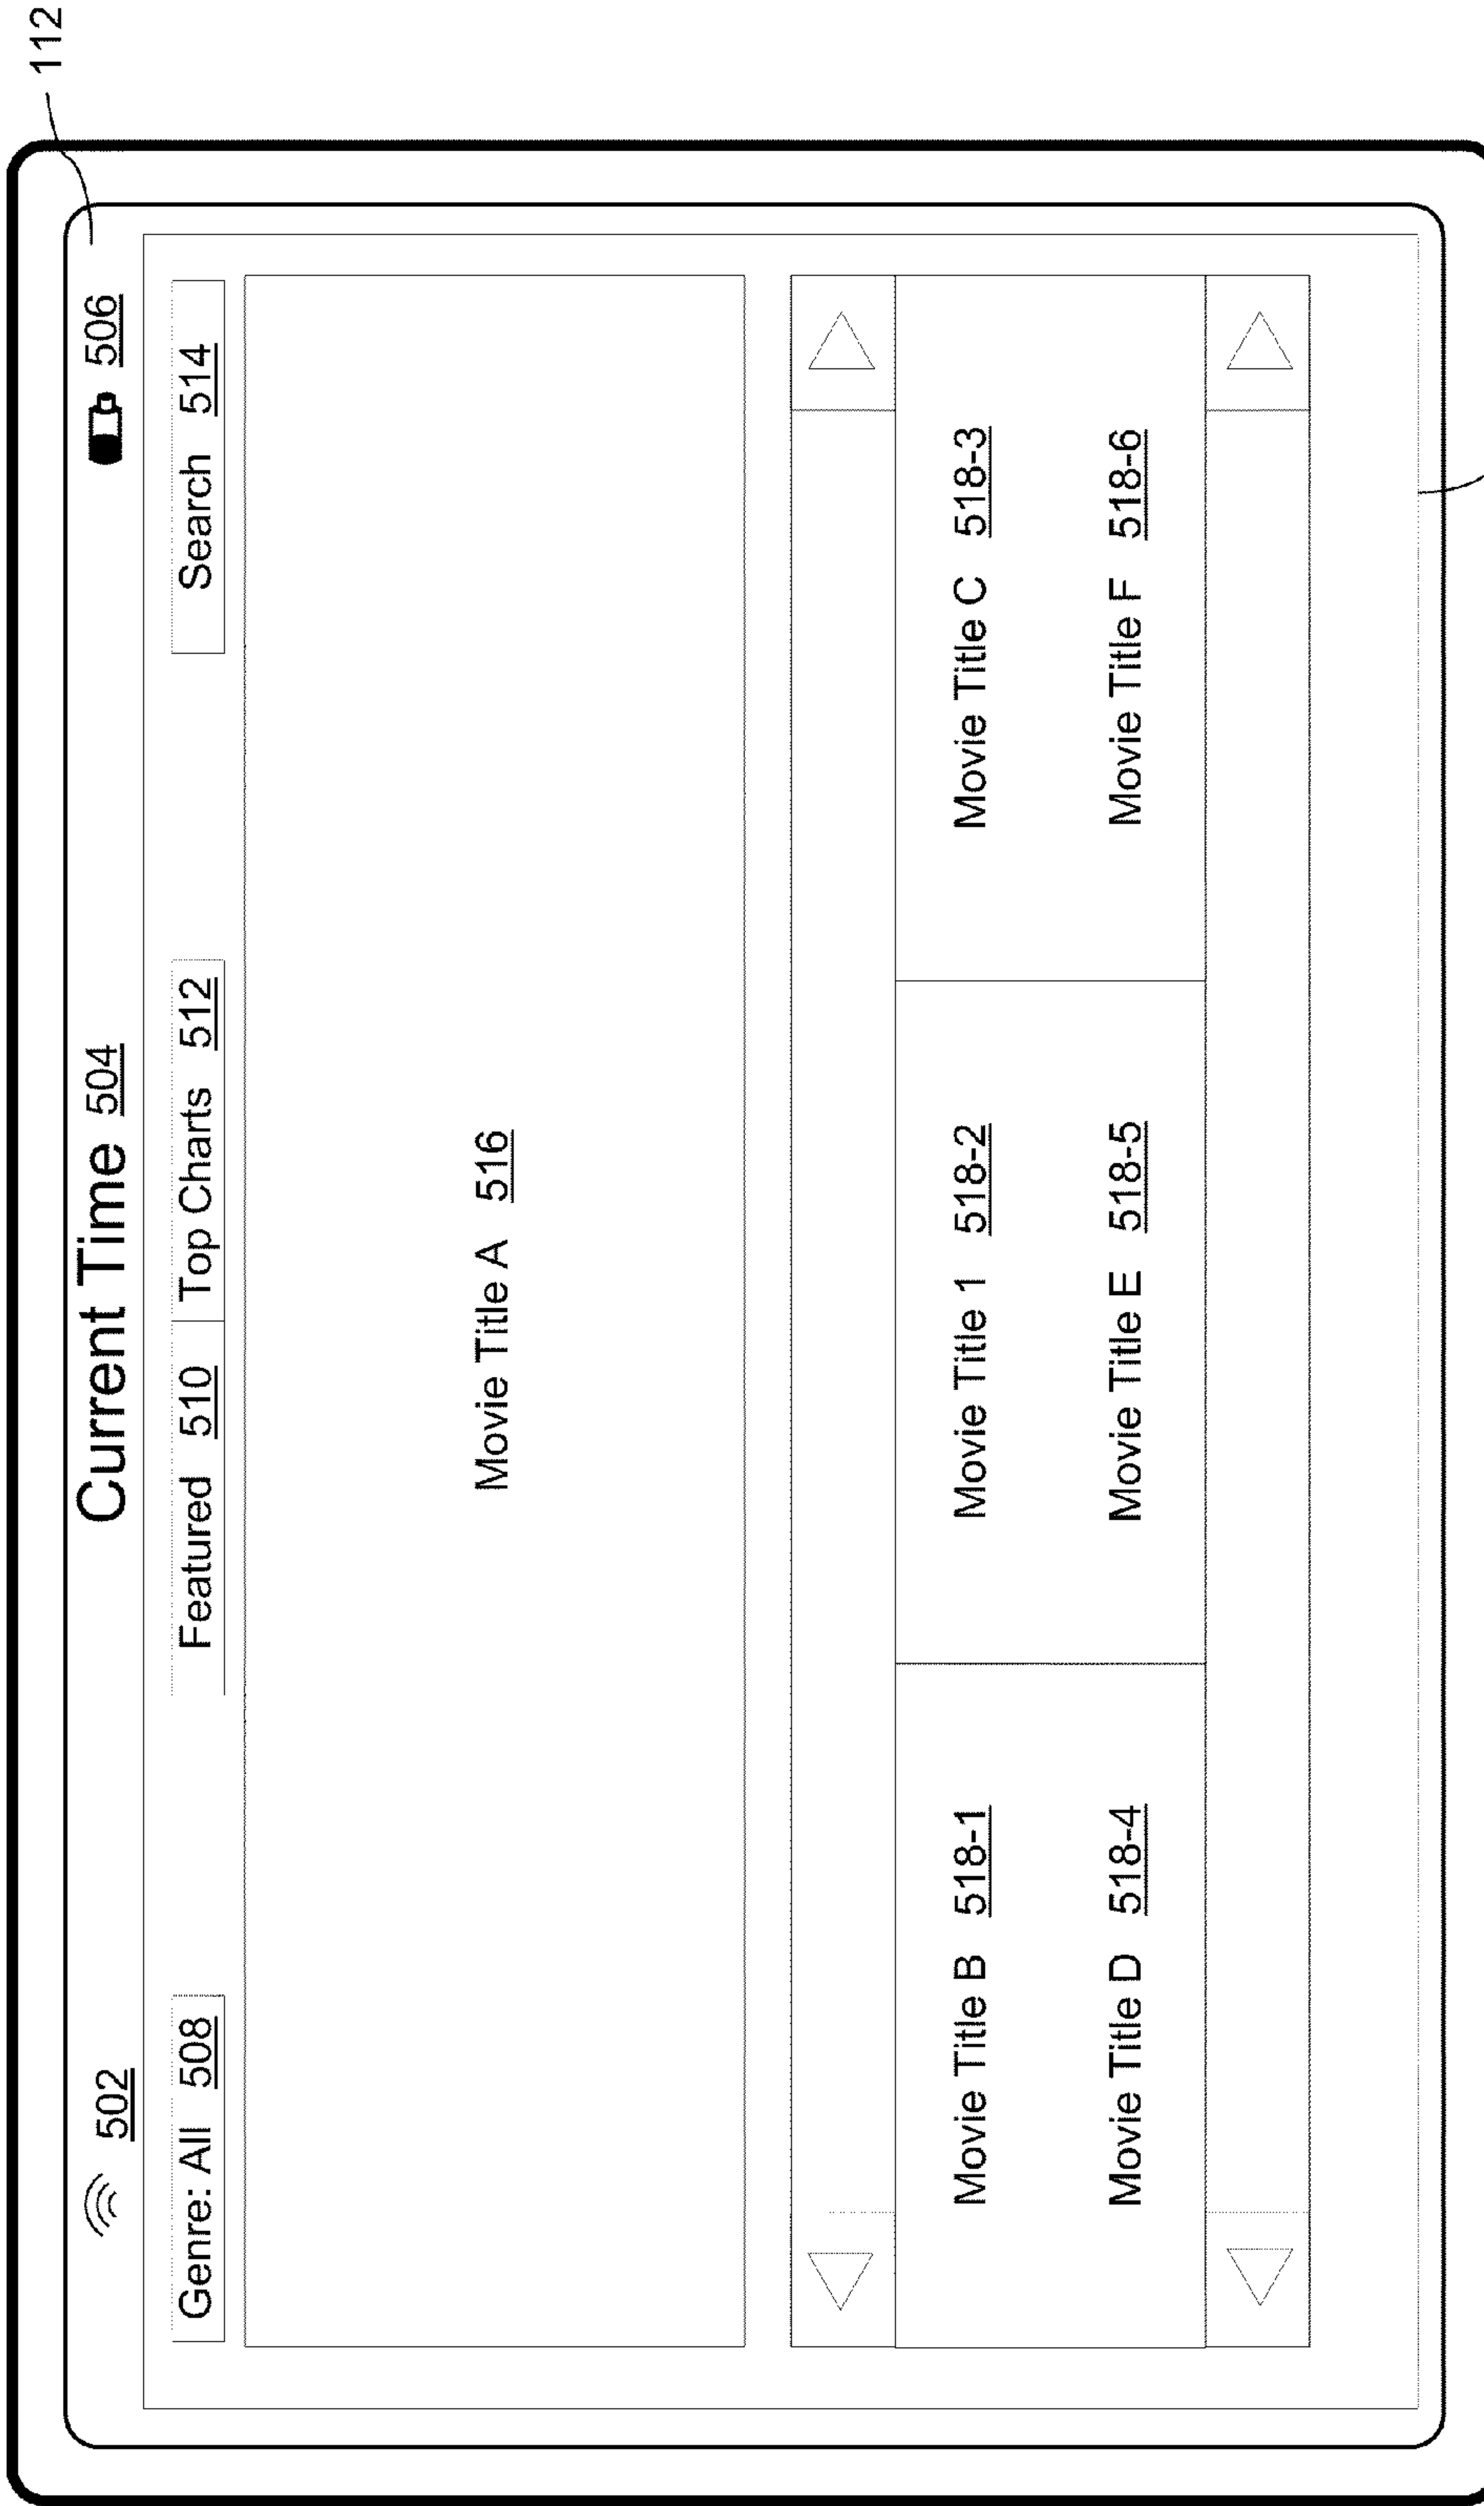 112
502 Current Time 504 506
Genre: All 508 Featured 510 Top Charts 512 Search 514
Movie Title A 516
Movie Title B 518-1 Movie Title 1 518-2 Movie Title C 518-3
Movie Title D 518-4 Movie Title E 518-5 Movie Title F 518-6